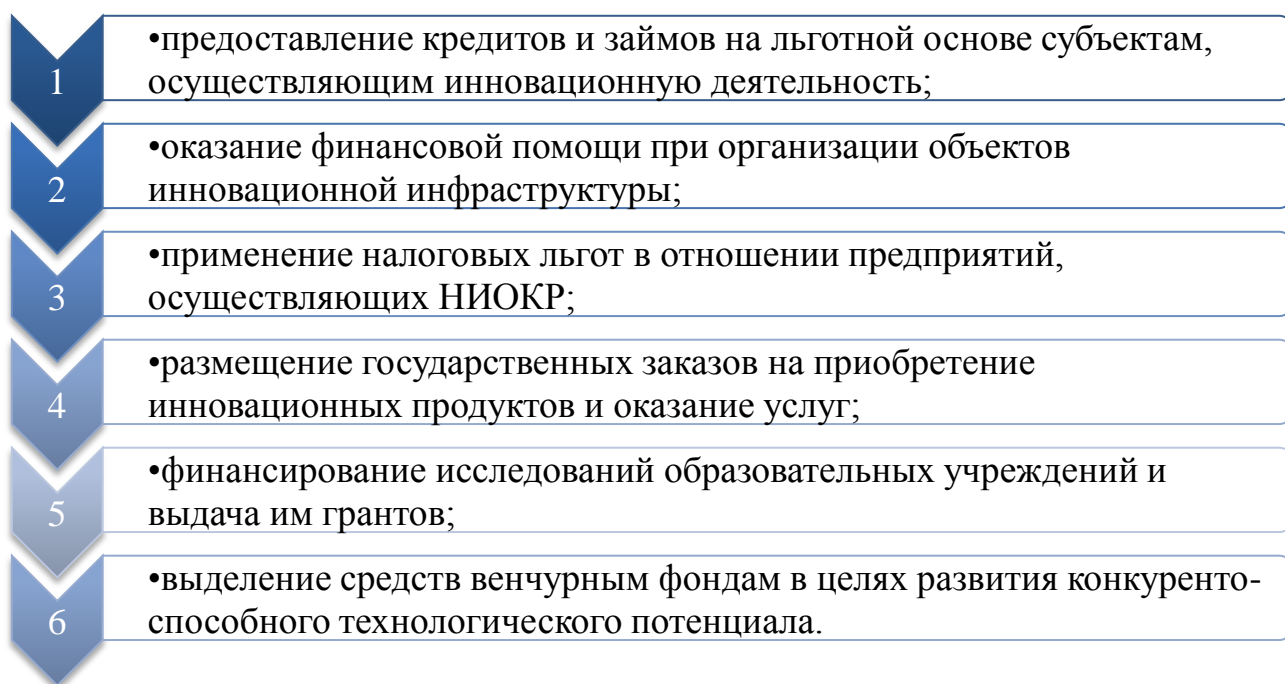 1
•предоставление кредитов и займов на льготной основе субъектам,
осуществляющим инновационную деятельность;
2
•оказание финансовой помощи при организации объектов
инновационной инфраструктуры;
3
•применение налоговых льгот в отношении предприятий,
осуществляющих НИОКР;
4
•размещение государственных заказов на приобретение
инновационных продуктов и оказание услуг;
5
•финансирование исследований образовательных учреждений и
выдача им грантов;
6
•выделение средств венчурным фондам в целях развития конкуренто-
способного технологического потенциала.